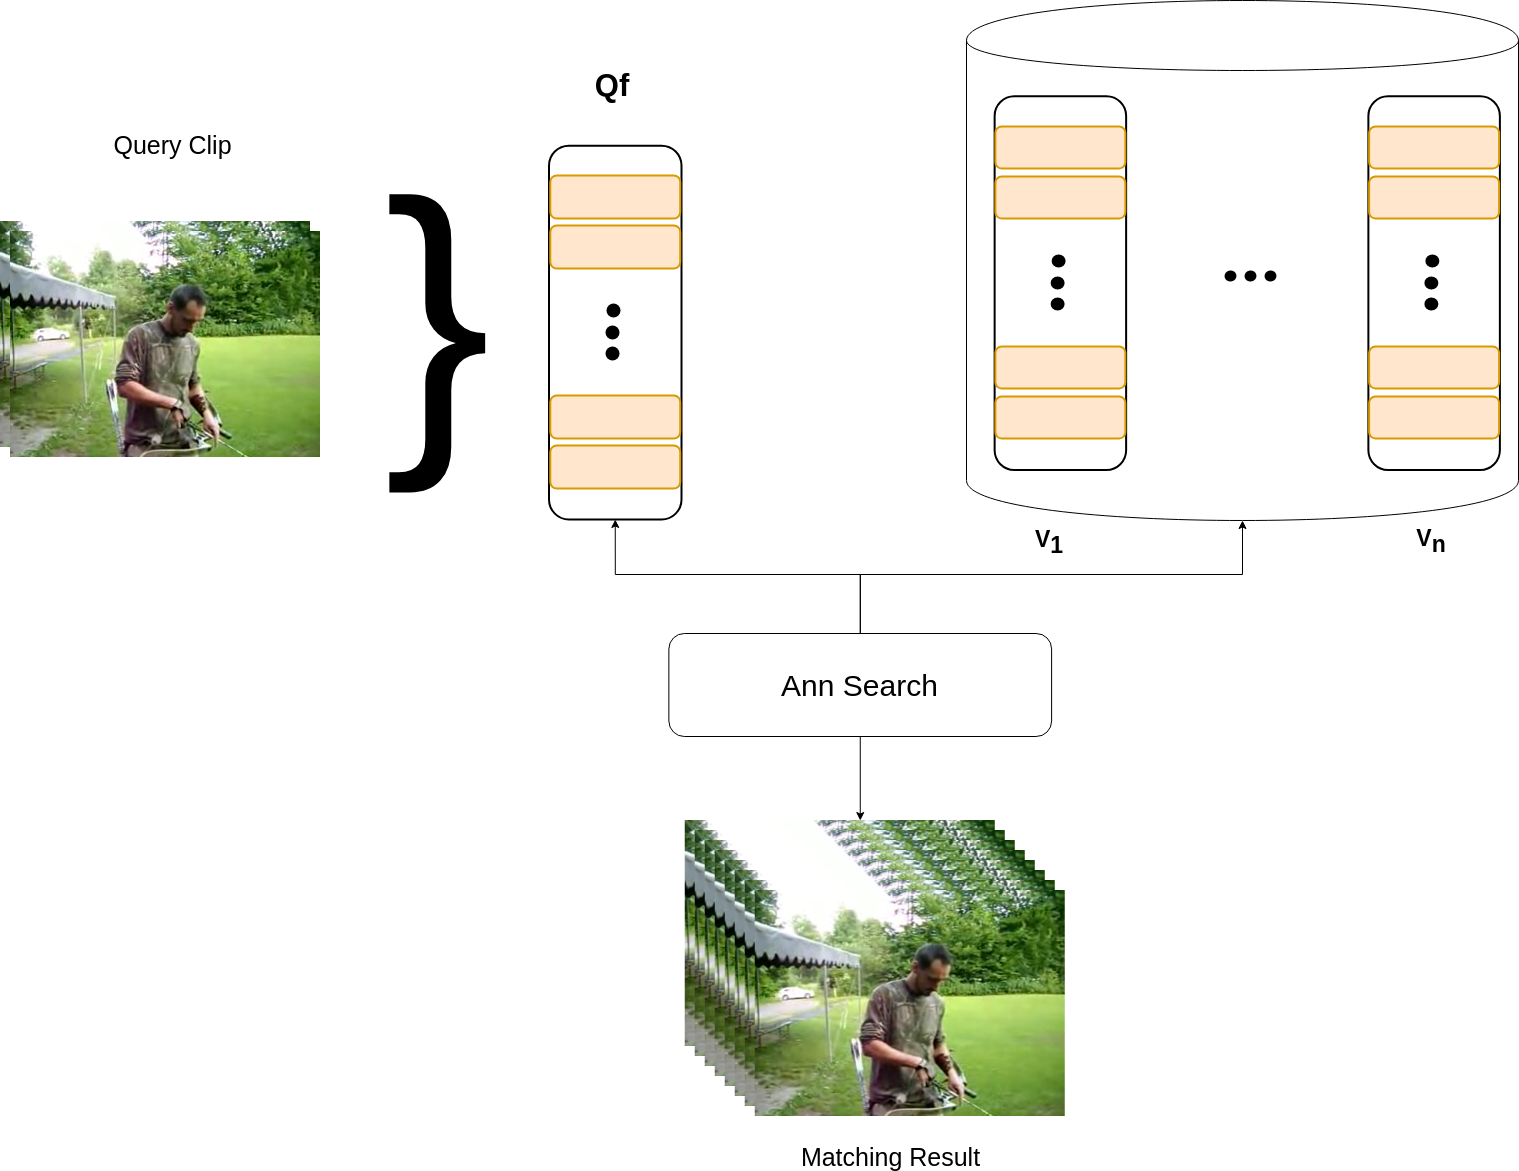 Qf
Query Clip
V1
Vn
Ann Search
Matching Result